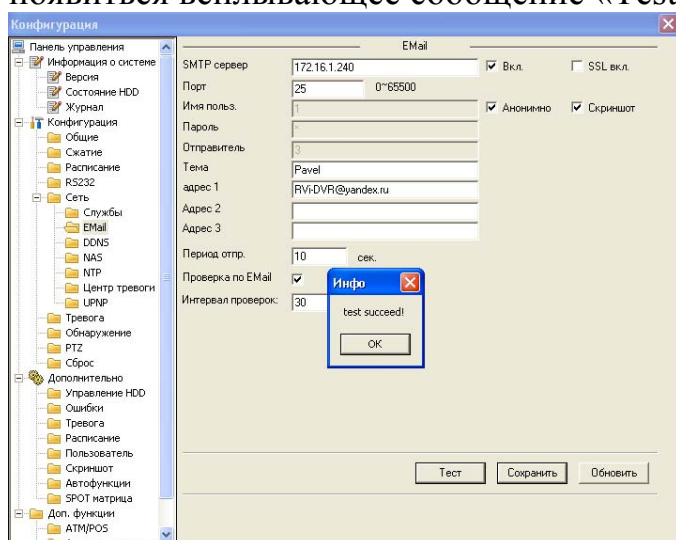 появиться всплывающее сообщение «Test
Конфигурация
Панель управления
Информация о системе
Версия
Состояние HDD
Журнал
Конфигурация
Общие
Сжатие
Расписание
RS232
Сеть
Службы
EMail
DDNS
NAS
NTP
Центр тревоги
UPNP
Тревога
Обнаружение
PTZ
Сброс
Дополнительно
Управление HDD
Ошибки
Тревога
Расписание
Пользователь
Скриншот
Автофункции
SPOT матрица
Доп. функции
ATM/POS
EMail
SMTP сервер 172.16.1.240 Вкл. SSL вкл.
Порт 25 0~65500
Имя польз. 1 Анонимно Скриншот
Пароль *
Отправитель 3
Тема Pavel
адрес 1 RVi-DVR@yandex.ru
Адрес 2
Адрес 3
Период отпр. 10 сек.
Проверка по EMail
Интервал проверок: 30
Инфо
test succeed!
OK
Тест Сохранить Обновить